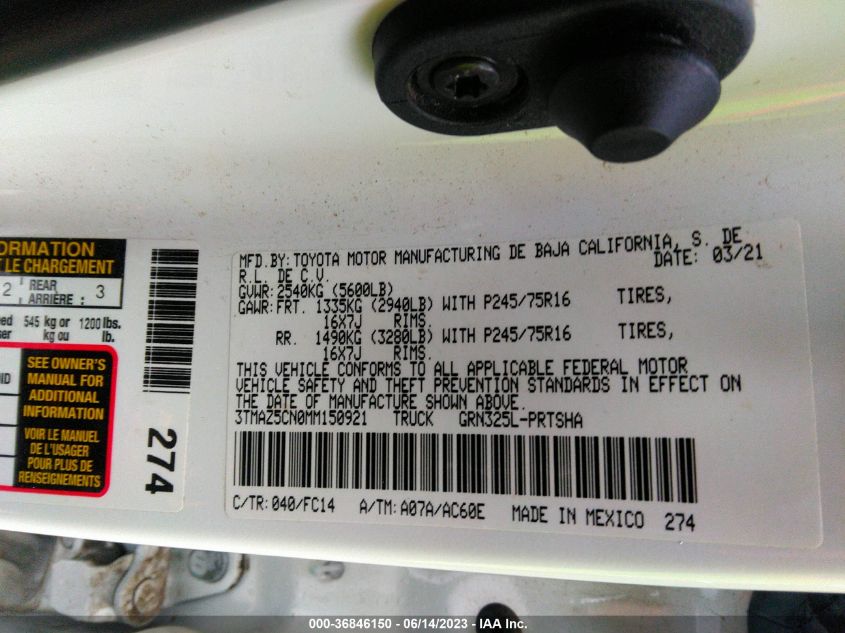 ORMATION
T LE CHARGEMENT
2 REAR ARRIÈRE : 3
545 kg or 1200 lbs.
kg ou lb.
SEE OWNER'S
MANUAL FOR
ADDITIONAL
INFORMATION
VOIR LE MANUEL
DE L'USAGER
POUR PLUS DE
RENSEIGNEMENTS
274
MFD.BY:TOYOTA MOTOR MANUFACTURING DE BAJA CALIFORNIA, S. DE
R.L. DE C.V. DATE: 03/21
GVWR:2540KG (5600LB)
GAWR:FRT. 1335KG (2940LB) WITH P245/75R16 TIRES,
16X7J RIMS.
RR. 1490KG (3280LB) WITH P245/75R16 TIRES,
16X7J RIMS.
THIS VEHICLE CONFORMS TO ALL APPLICABLE FEDERAL MOTOR
VEHICLE SAFETY AND THEFT PREVENTION STANDARDS IN EFFECT ON
THE DATE OF MANUFACTURE SHOWN ABOVE.
3TMAZ5CN0MM150921 TRUCK GRN325L-PRTSHA
C/TR:040/FC14 A/TM:A07A/AC60E MADE IN MEXICO 274
000-36846150 - 06/14/2023 - IAA Inc.